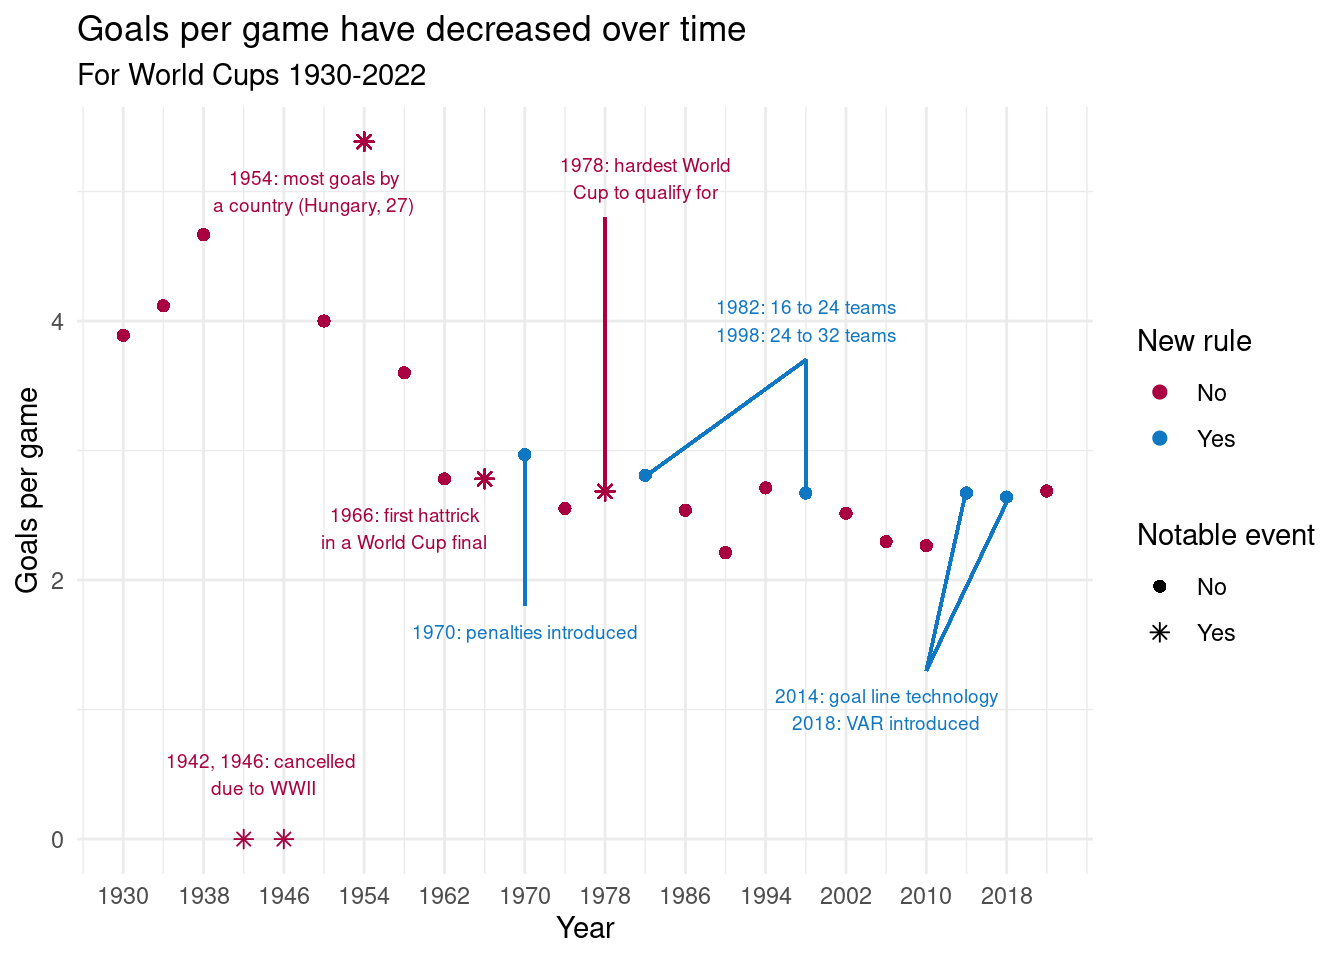 Goals per game have decreased over time
For World Cups 1930-2022
1954: most goals by
a country (Hungary, 27)
1978: hardest World
Cup to qualify for
1982: 16 to 24 teams
1998: 24 to 32 teams
1966: first hattrick
in a World Cup final
1970: penalties introduced
2014: goal line technology
2018: VAR introduced
1942, 1946: cancelled
due to WWII
Goals per game
4
2
0
1930 1938 1946 1954 1962 1970 1978 1986 1994 2002 2010 2018
Year
New rule
No
Yes
Notable event
No
Yes